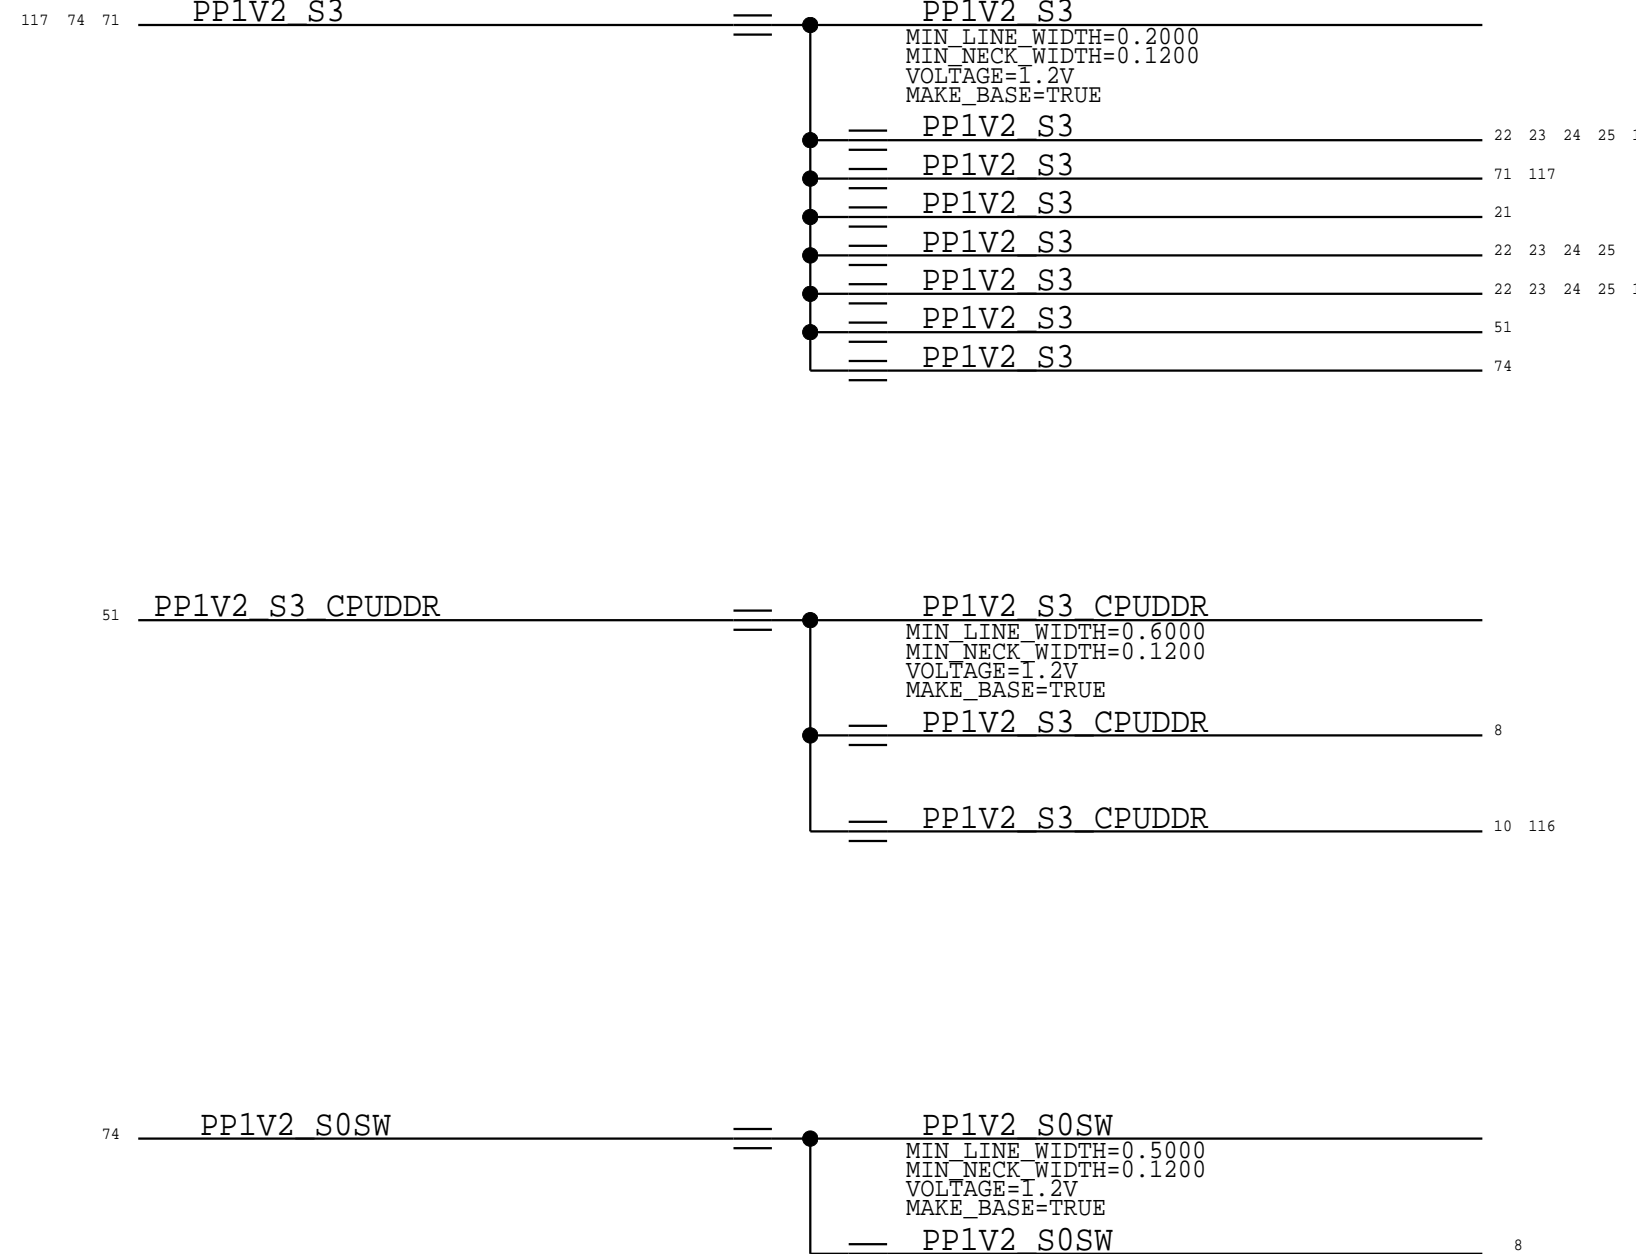 117 74 71 PP1V2_S3 PP1V2_S3
MIN_LINE_WIDTH=0.2000
MIN_NECK_WIDTH=0.1200
VOLTAGE=1.2V
MAKE_BASE=TRUE
PP1V2_S3 22 23 24 25
PP1V2_S3 71 117
PP1V2_S3 21
PP1V2_S3 22 23 24 25
PP1V2_S3 22 23 24 25
PP1V2_S3 51
PP1V2_S3 74
51 PP1V2_S3_CPUDDR PP1V2_S3_CPUDDR
MIN_LINE_WIDTH=0.6000
MIN_NECK_WIDTH=0.1200
VOLTAGE=1.2V
MAKE_BASE=TRUE
PP1V2_S3_CPUDDR 8
PP1V2_S3_CPUDDR 10 116
74 PP1V2_S0SW PP1V2_S0SW
MIN_LINE_WIDTH=0.5000
MIN_NECK_WIDTH=0.1200
VOLTAGE=1.2V
MAKE_BASE=TRUE
PP1V2_S0SW 8